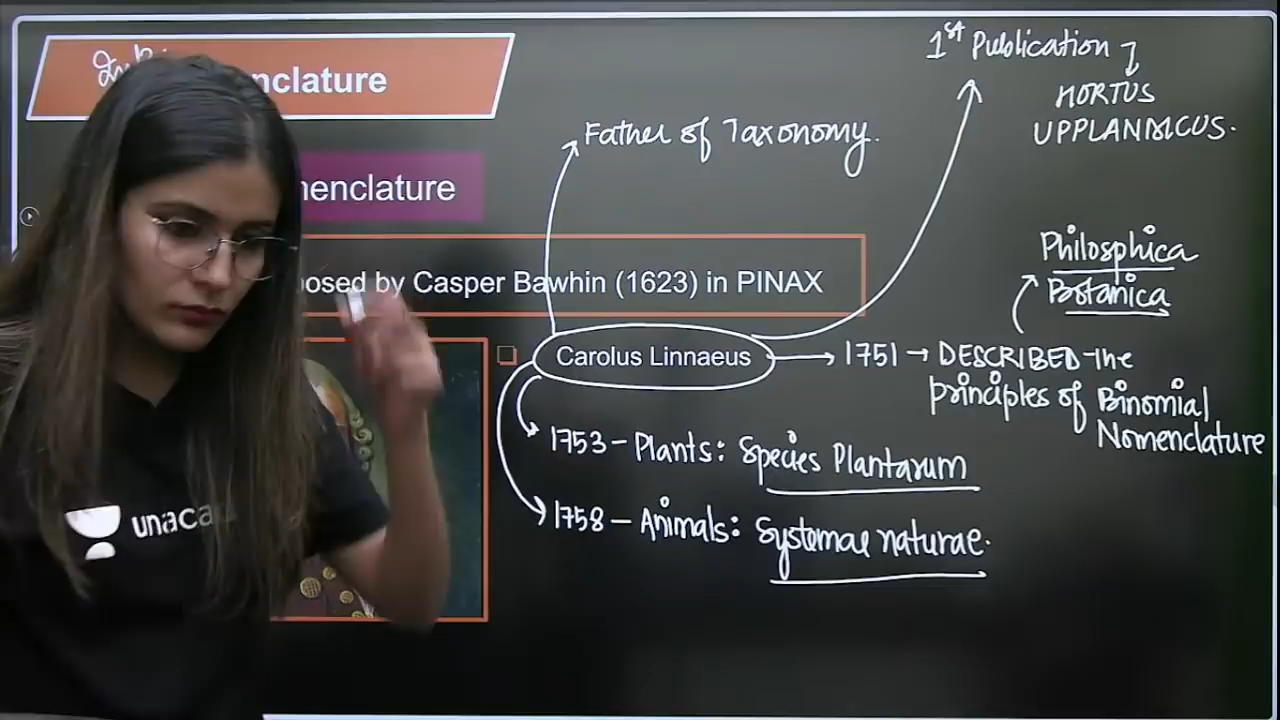 nclature
1st Publication
HORTUS
UPPLANDICUS.
Father of Taxonomy.
nenclature
posed by Casper Bawhin (1623) in PINAX
Philosphica
Botanica
Carolus Linnaeus
1751 → DESCRIBED the
principles of Binomial
Nomenclature
1753 – Plants: Species Plantarum
1758 – Animals: Systemae naturae.
unaca